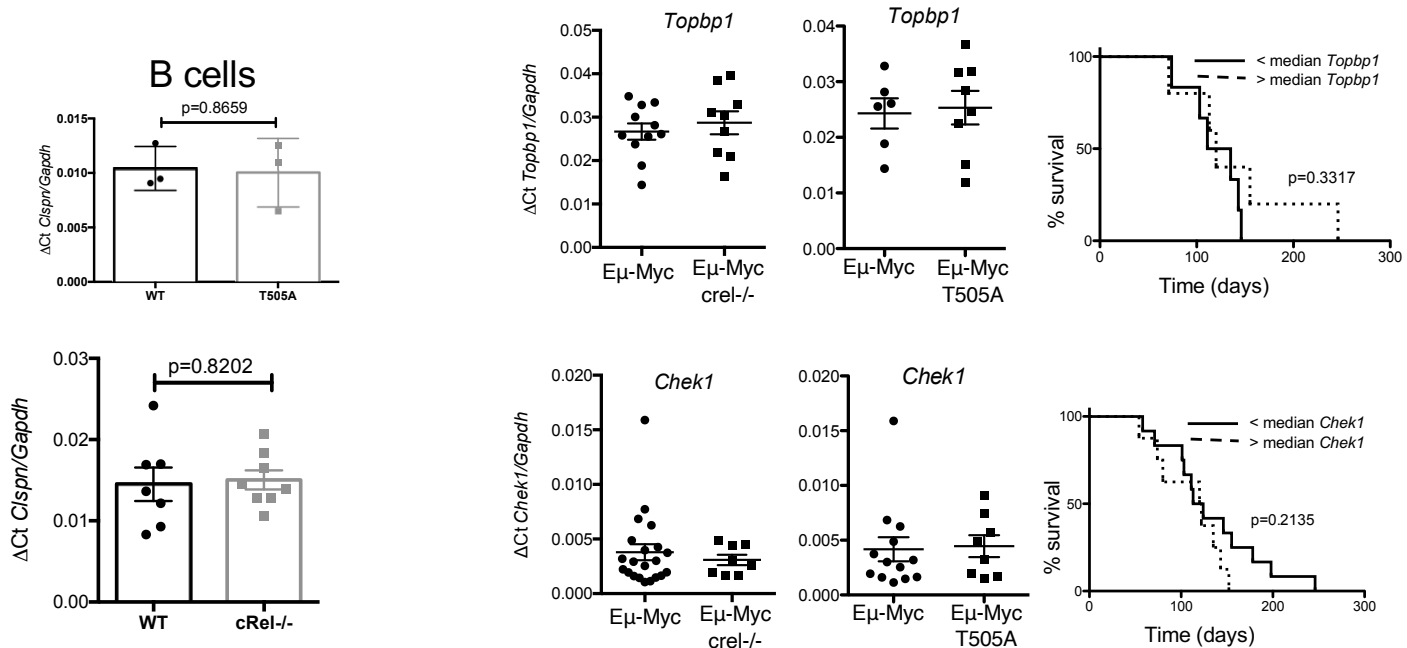 B cells
p=0.8659
ΔCt Clspn/Gapdh
0.015
0.010
0.005
0.000
WT T505A
p=0.8202
ΔCt Clspn/Gapdh
0.03
0.02
0.01
0.00
WT cRel-/-
Topbp1
ΔCt Topbp1/Gapdh
0.05
0.04
0.03
0.02
0.01
0.00
Eµ-Myc Eµ-Myc
crel-/-
Topbp1
0.04
0.03
0.02
0.01
0.00
Eµ-Myc Eµ-Myc
T505A
< median Topbp1
> median Topbp1
p=0.3317
% survival
100
50
0
0 100 200 300
Time (days)
Chek1
ΔCt Chek1/Gapdh
0.020
0.015
0.010
0.005
0.000
Eµ-Myc Eµ-Myc
crel-/-
Chek1
0.020
0.015
0.010
0.005
0.000
Eµ-Myc Eµ-Myc
T505A
< median Chek1
> median Chek1
p=0.2135
% survival
100
50
0
0 100 200 300
Time (days)